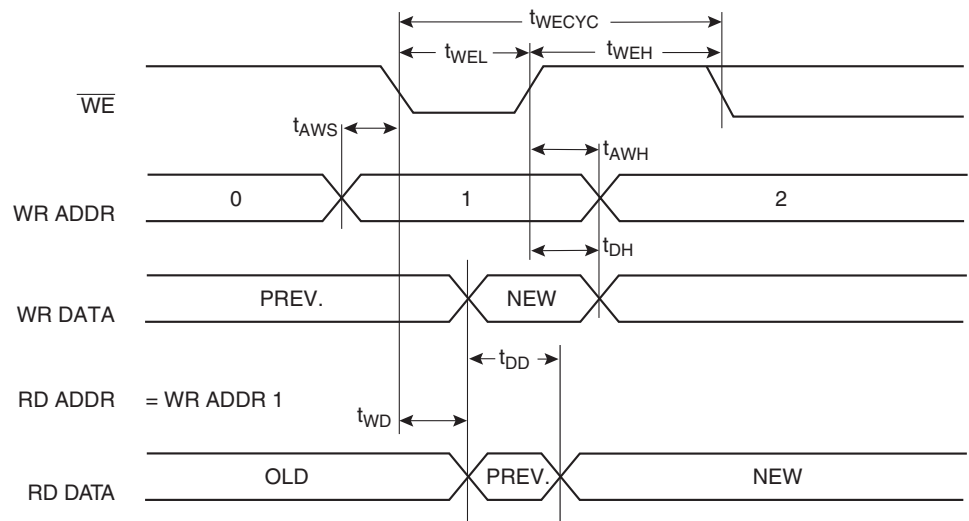 tWECYC
tWEL
tWEH
WE
tAWS
tAWH
WR ADDR
0
1
2
tDH
WR DATA
PREV.
NEW
tDD
RD ADDR = WR ADDR 1
tWD
RD DATA
OLD
PREV.
NEW